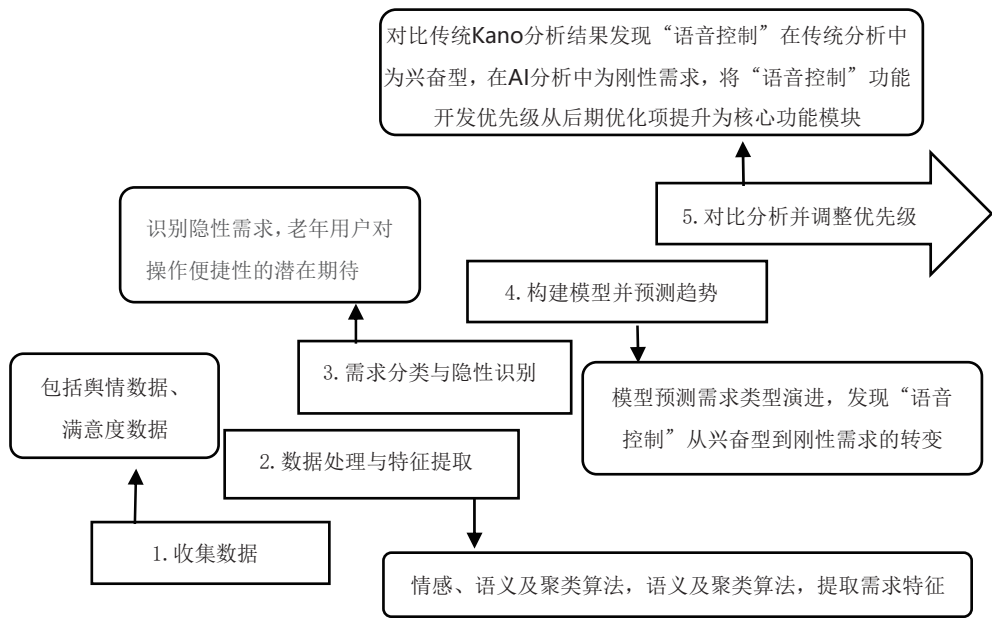 对比传统Kano分析结果发现“语音控制”在传统分析中
为兴奋型，在AI分析中为刚性需求，将“语音控制”功能
开发优先级从后期优化项提升为核心功能模块
5.对比分析并调整优先级
识别隐性需求，老年用户对
操作便捷性的潜在期待
4.构建模型并预测趋势
3.需求分类与隐性识别
模型预测需求类型演进，发现“语音
控制”从兴奋型到刚性需求的转变
包括舆情数据、
满意度数据
2.数据处理与特征提取
1.收集数据
情感、语义及聚类算法，语义及聚类算法，提取需求特征